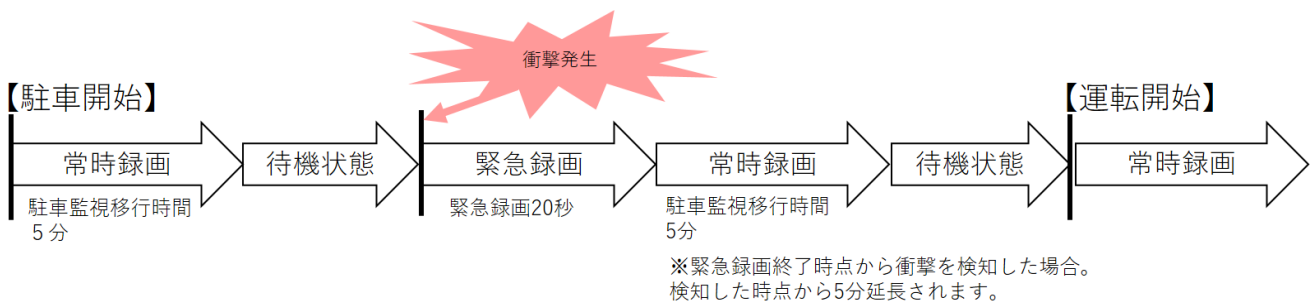 衝撃発生
【駐車開始】
【運転開始】
常時録画
待機状態
緊急録画
常時録画
待機状態
常時録画
駐車監視移行時間
５分
緊急録画20秒
駐車監視移行時間
5分
※緊急録画終了時点から衝撃を検知した場合。
検知した時点から5分延長されます。